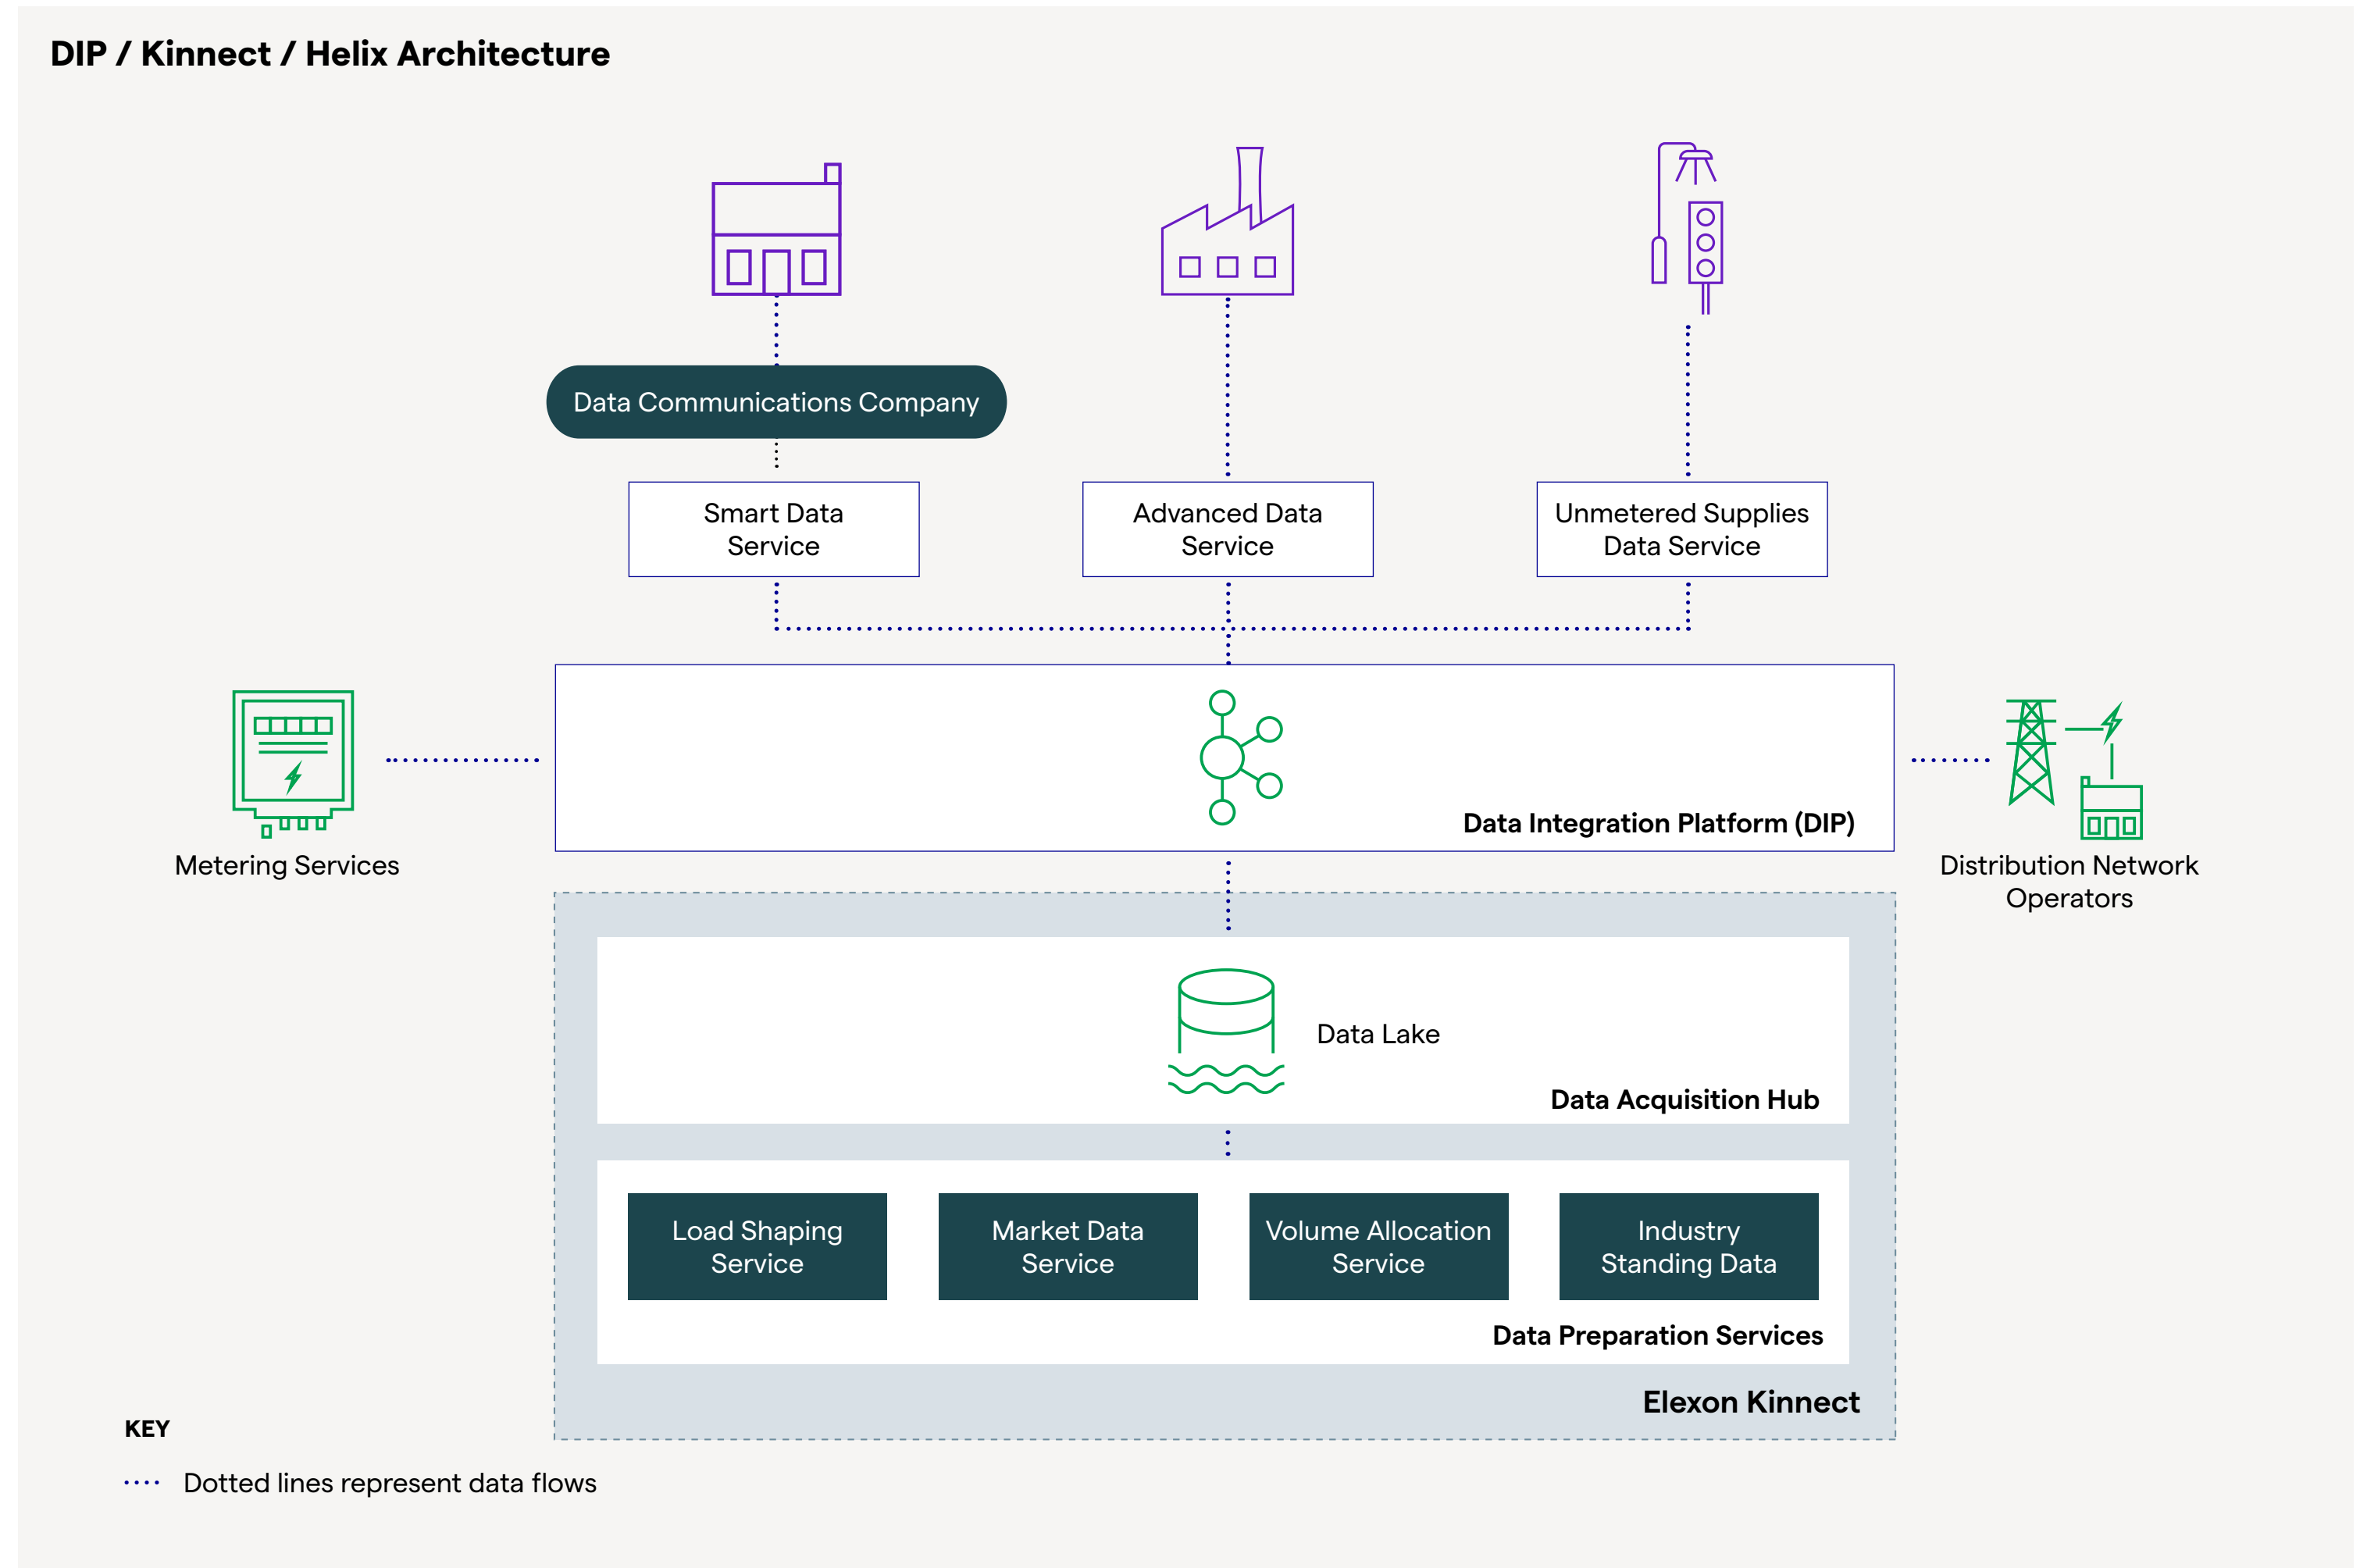 DIP / Kinnect / Helix Architecture
Data Communications Company
Smart Data
Service
Advanced Data
Service
Unmetered Supplies
Data Service
Data Integration Platform (DIP)
Metering Services
Distribution Network
Operators
Data Lake
Data Acquisition Hub
Load Shaping
Service
Market Data
Service
Volume Allocation
Service
Industry
Standing Data
Data Preparation Services
Elexon Kinnect
KEY
Dotted lines represent data flows